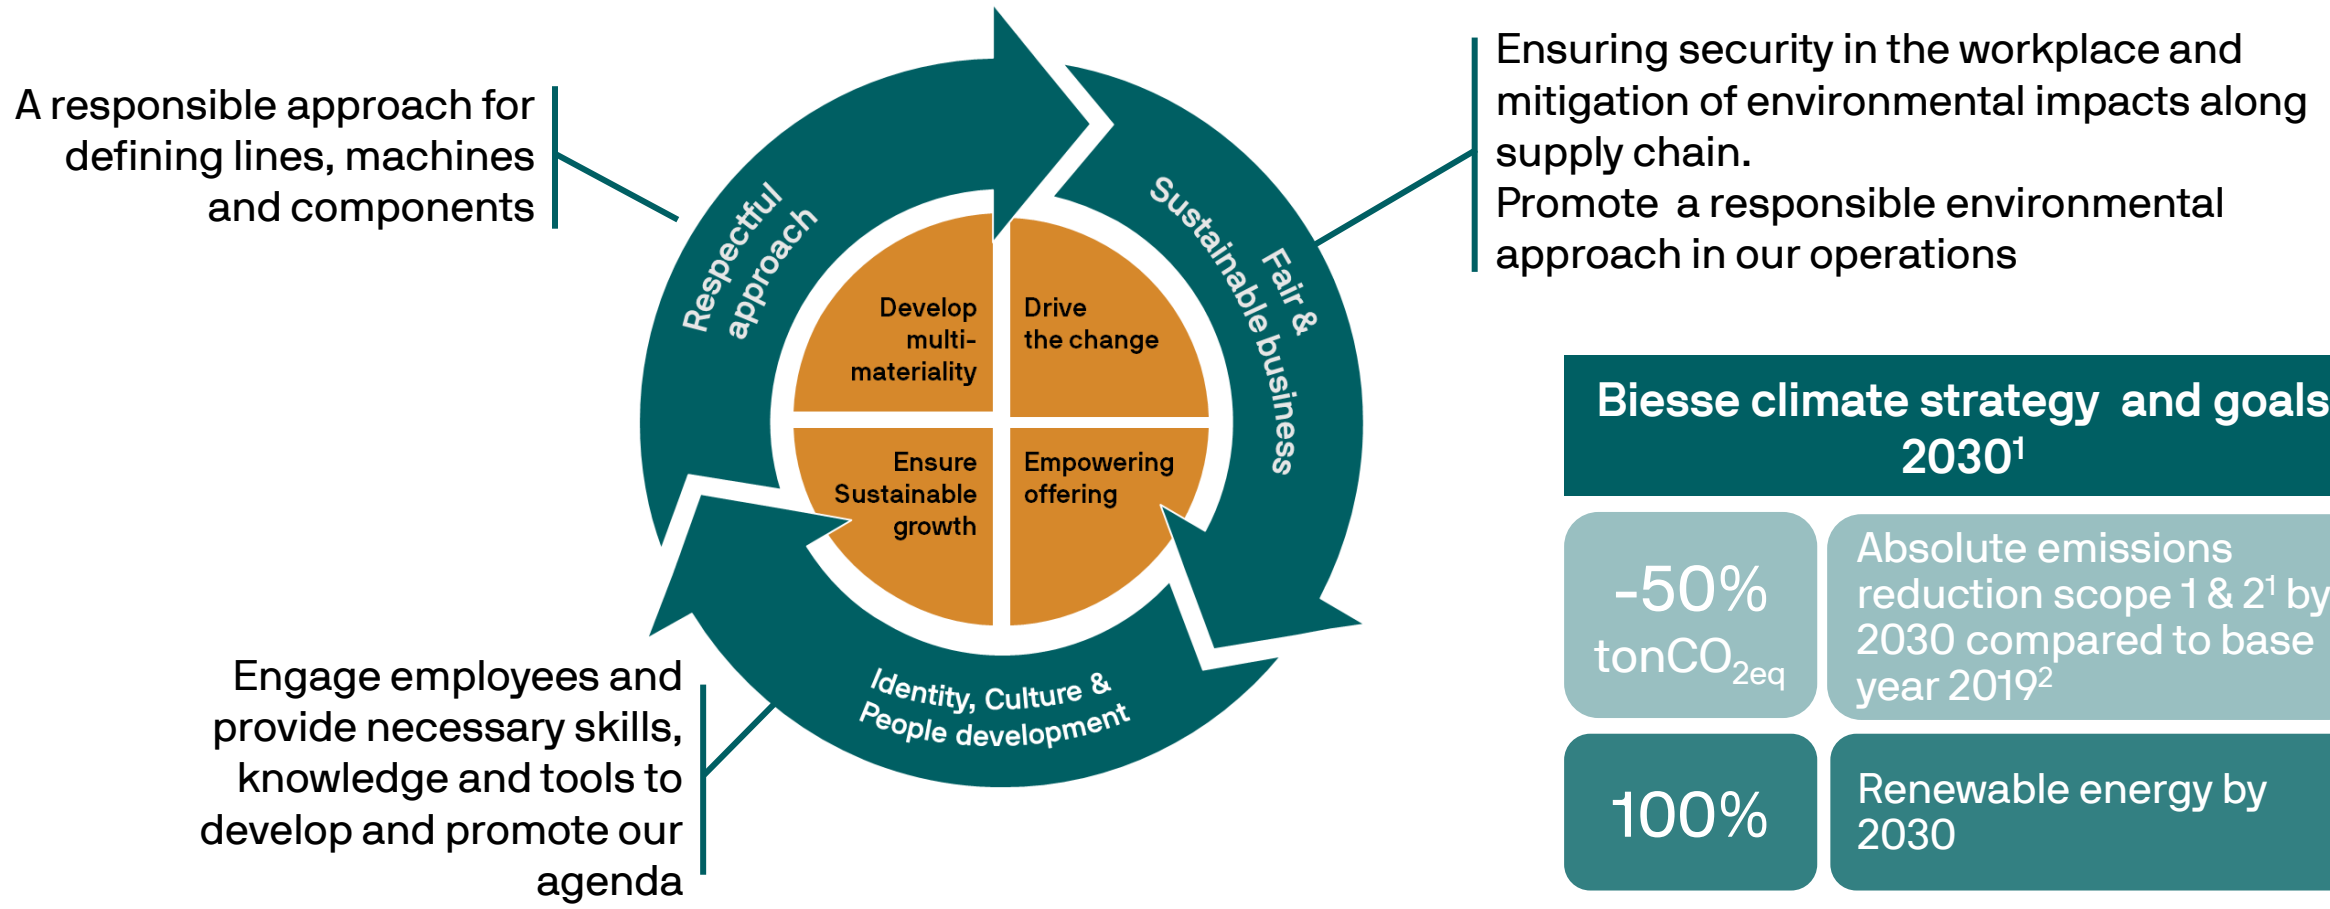 A responsible approach for
defining lines, machines
and components
Ensuring security in the workplace and
mitigation of environmental impacts along
supply chain.
Promote  a responsible environmental
approach in our operations
Respectful
approach
Fair &
Sustainable business
Develop
multi-
materiality
Drive
the change
Ensure
Sustainable
growth
Empowering
offering
Identity, Culture &
People development
Engage employees and
provide necessary skills,
knowledge and tools to
develop and promote our
agenda
Biesse climate strategy  and goals
2030¹
-50%
tonCO₂eq
Absolute emissions
reduction scope 1 & 2¹ by
2030 compared to base
year 2019²
100%
Renewable energy by
2030